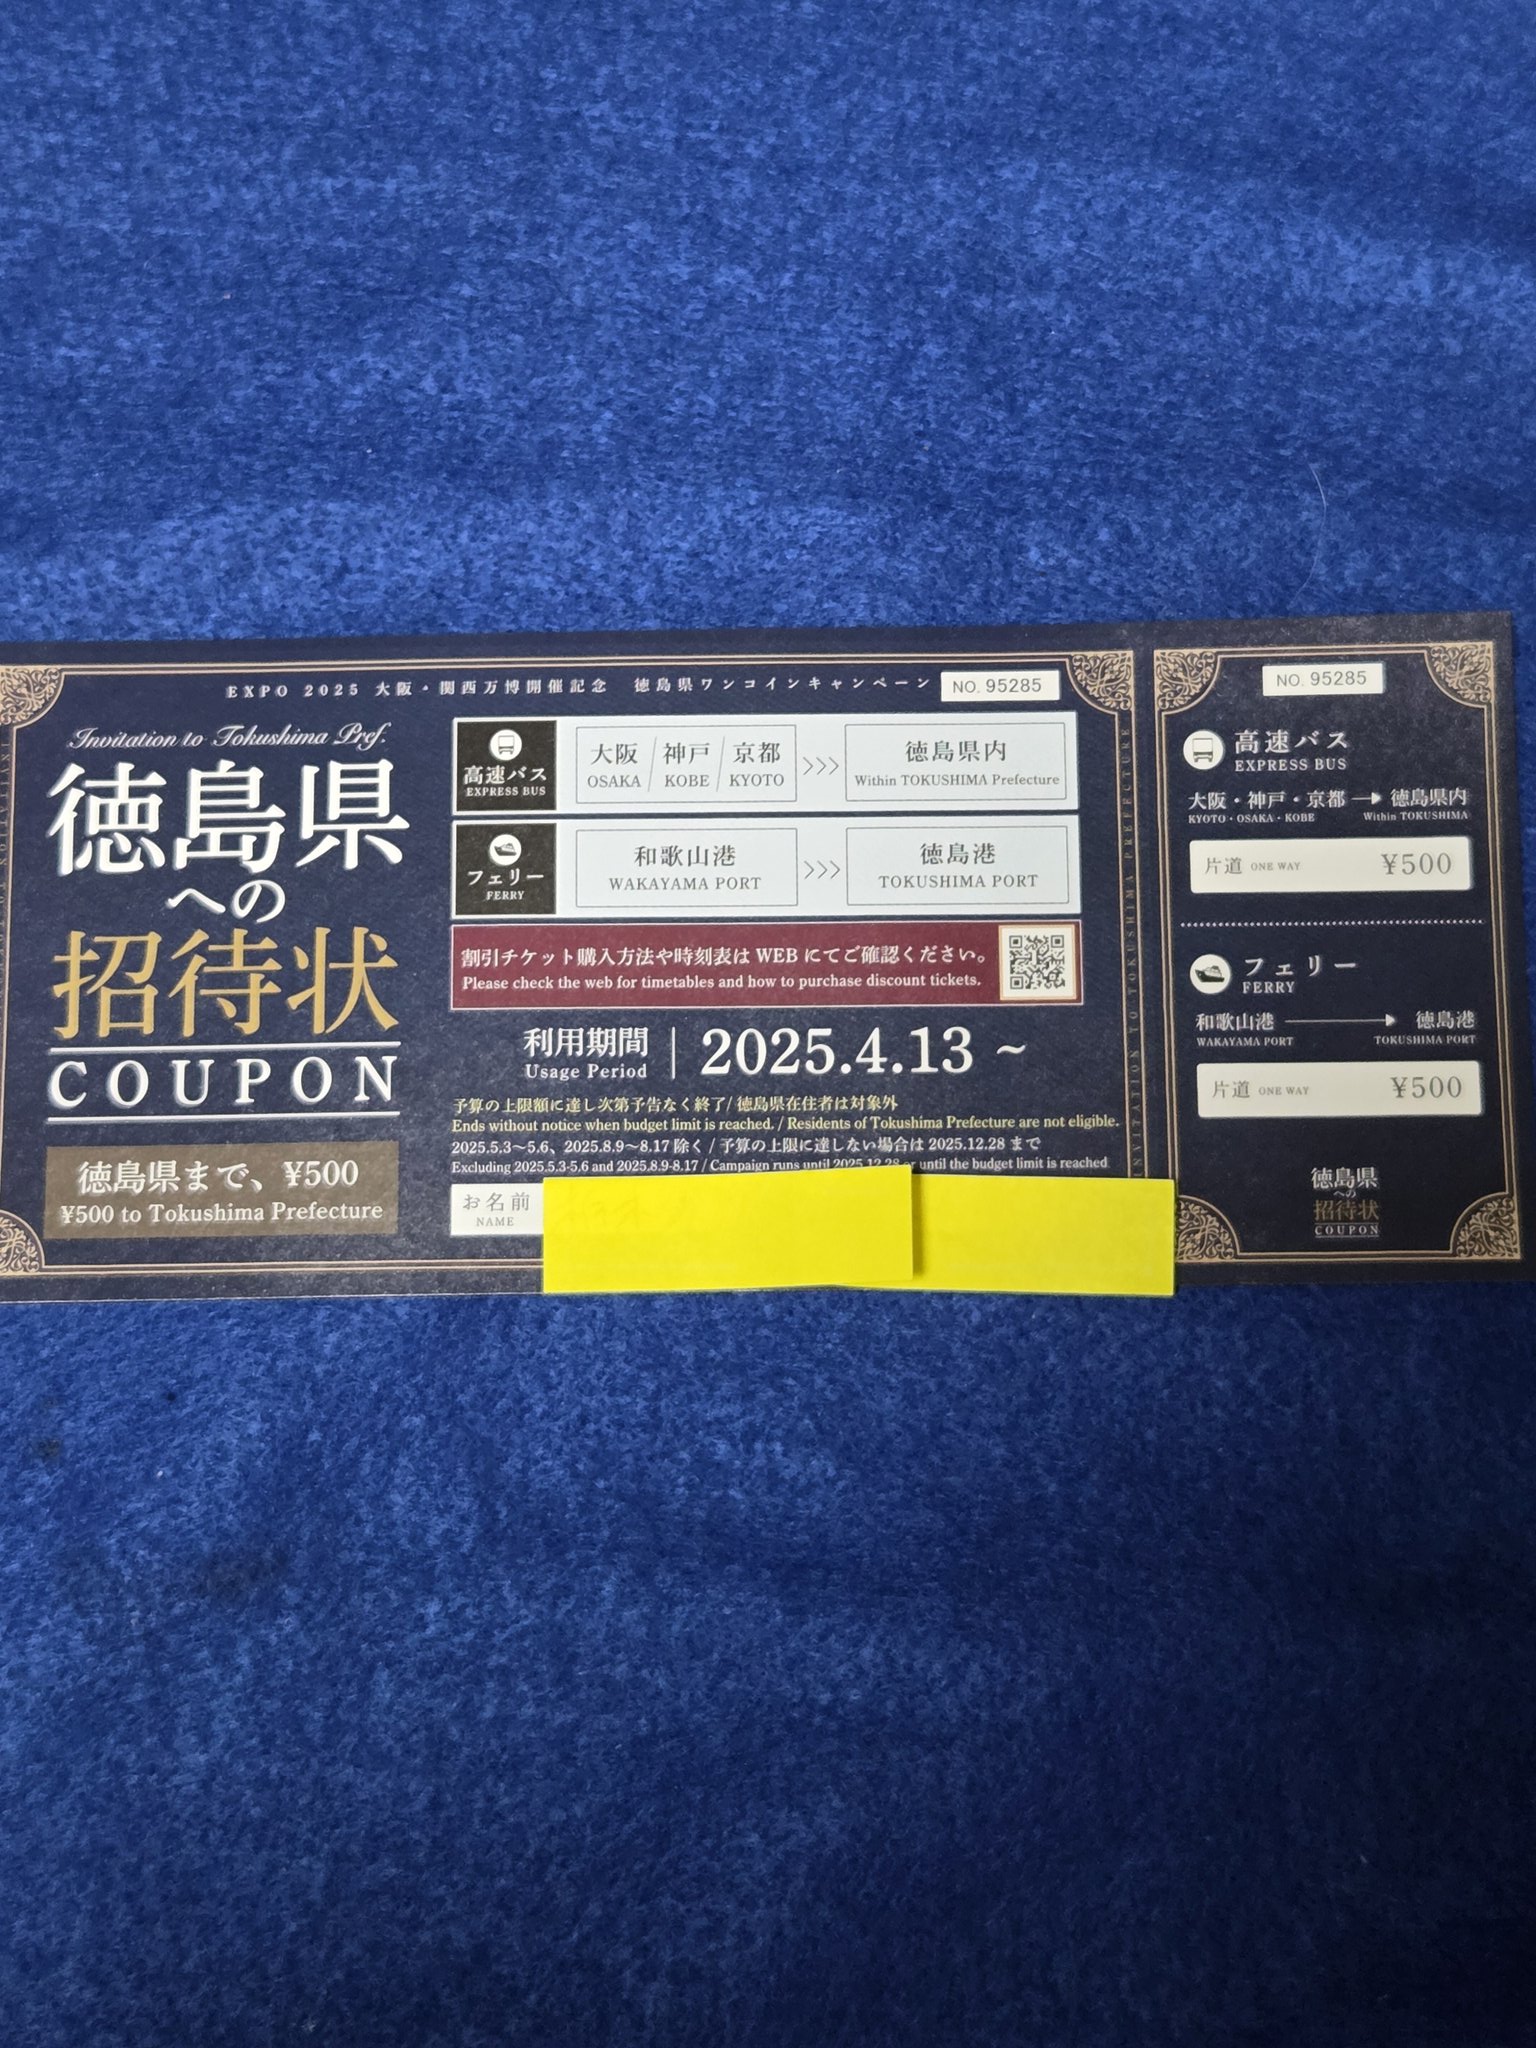 EXPO 2025 大阪・関西万博開催記念 徳島県ワンコインキャンペーン
NO. 95285
Invitation to Tokushima Pref.
徳島県
への
招待状
COUPON
徳島県まで、¥500
¥500 to Tokushima Prefecture
高速バス
EXPRESS BUS
大阪 / 神戸 / 京都
OSAKA / KOBE / KYOTO
>>>
徳島県内
Within TOKUSHIMA Prefecture
フェリー
FERRY
和歌山港
WAKAYAMA PORT
>>>
徳島港
TOKUSHIMA PORT
割引チケット購入方法や時刻表は WEB にてご確認ください。
Please check the web for timetables and how to purchase discount tickets.
利用期間 | 2025.4.13 ~
Usage Period
予算の上限額に達し次第予告なく終了/ 徳島県在住者は対象外
Ends without notice when budget limit is reached. / Residents of Tokushima Prefecture are not eligible.
2025.5.3～5.6、2025.8.9～8.17 除く / 予算の上限に達しない場合は 2025.12.28 まで
Excluding 2025.5.3-5.6 and 2025.8.9-8.17 / Campaign runs until 2025.12.28 or until the budget limit is reached
お名前
NAME
INVITATION TO TOKUSHIMA PREFECTURE
NO. 95285
高速バス
EXPRESS BUS
大阪・神戸・京都 → 徳島県内
KYOTO・OSAKA・KOBE Within TOKUSHIMA
片道 ONE WAY ¥500
フェリー
FERRY
和歌山港 → 徳島港
WAKAYAMA PORT TOKUSHIMA PORT
片道 ONE WAY ¥500
徳島県
への
招待状
COUPON